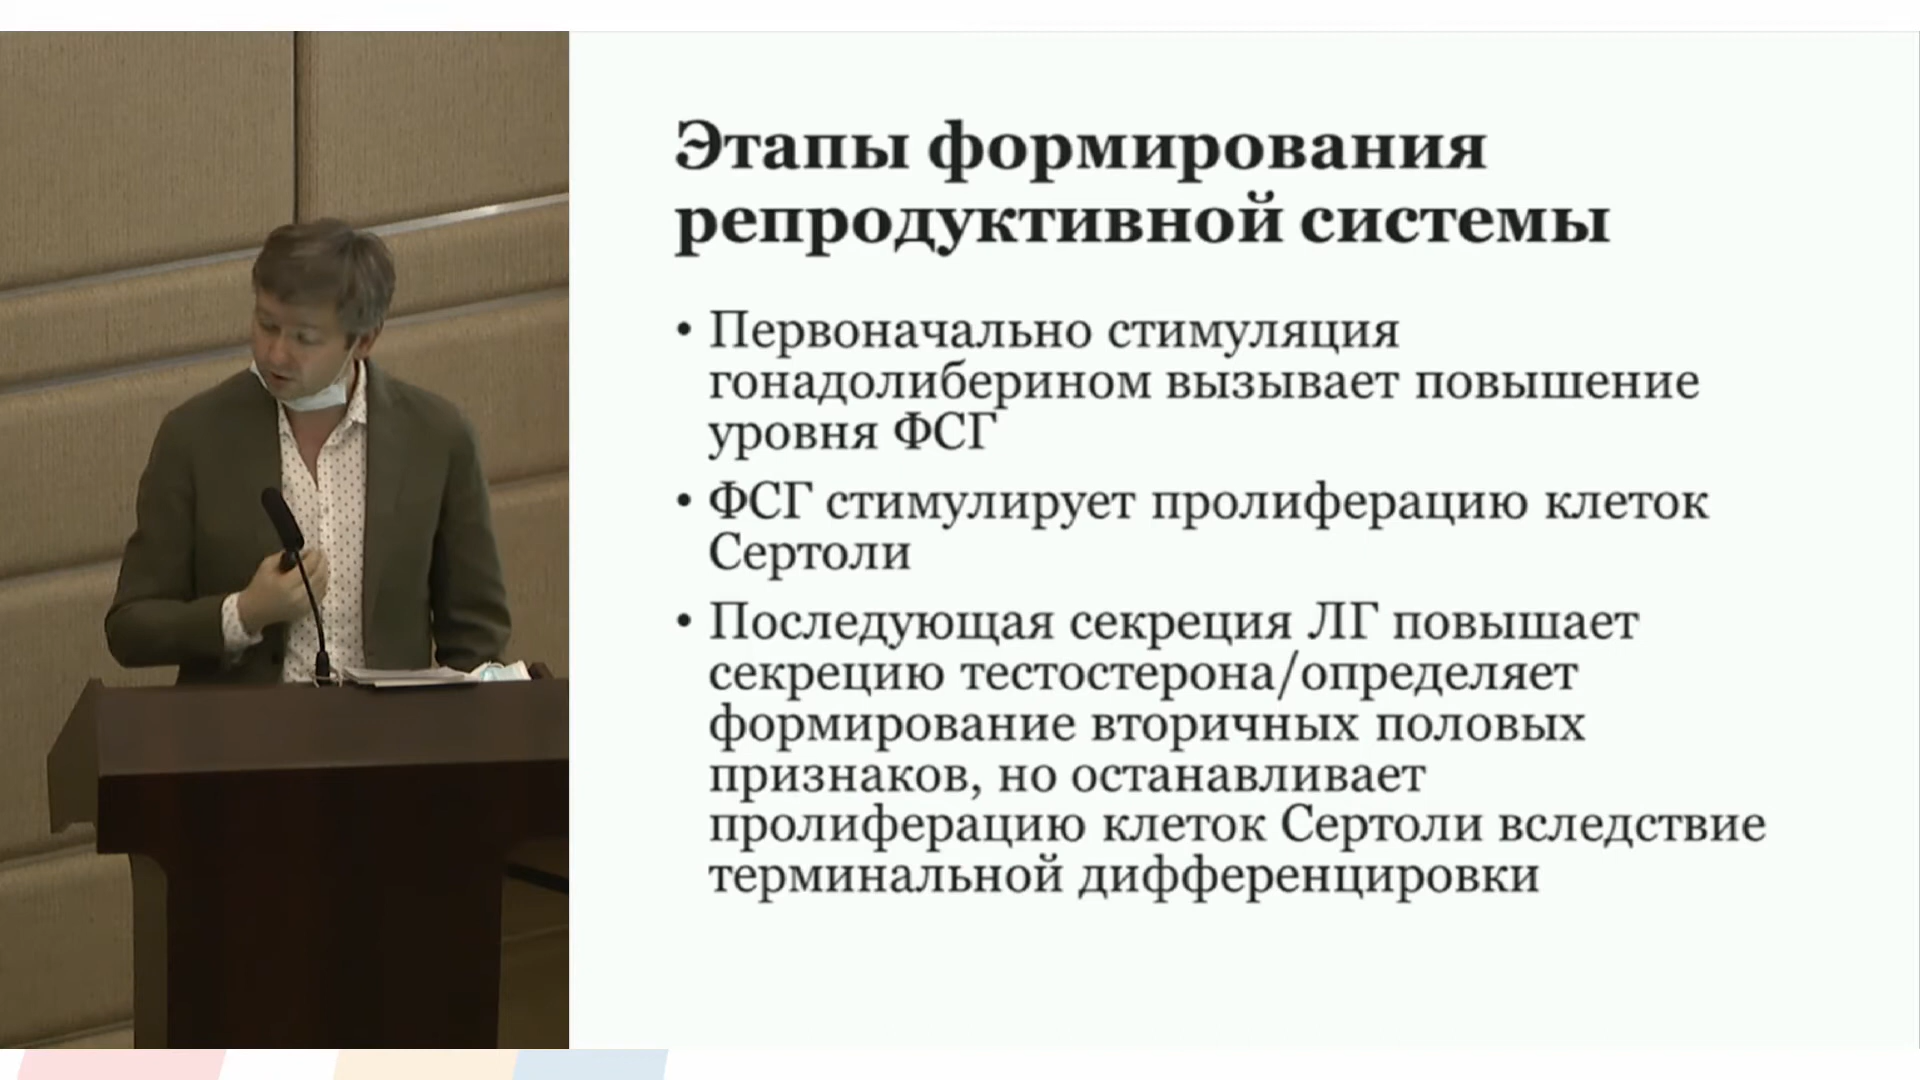 Этапы формирования
репродуктивной системы
• Первоначально стимуляция
гонадолиберином вызывает повышение
уровня ФСГ
• ФСГ стимулирует пролиферацию клеток
Сертоли
• Последующая секреция ЛГ повышает
секрецию тестостерона/определяет
формирование вторичных половых
признаков, но останавливает
пролиферацию клеток Сертоли вследствие
терминальной дифференцировки